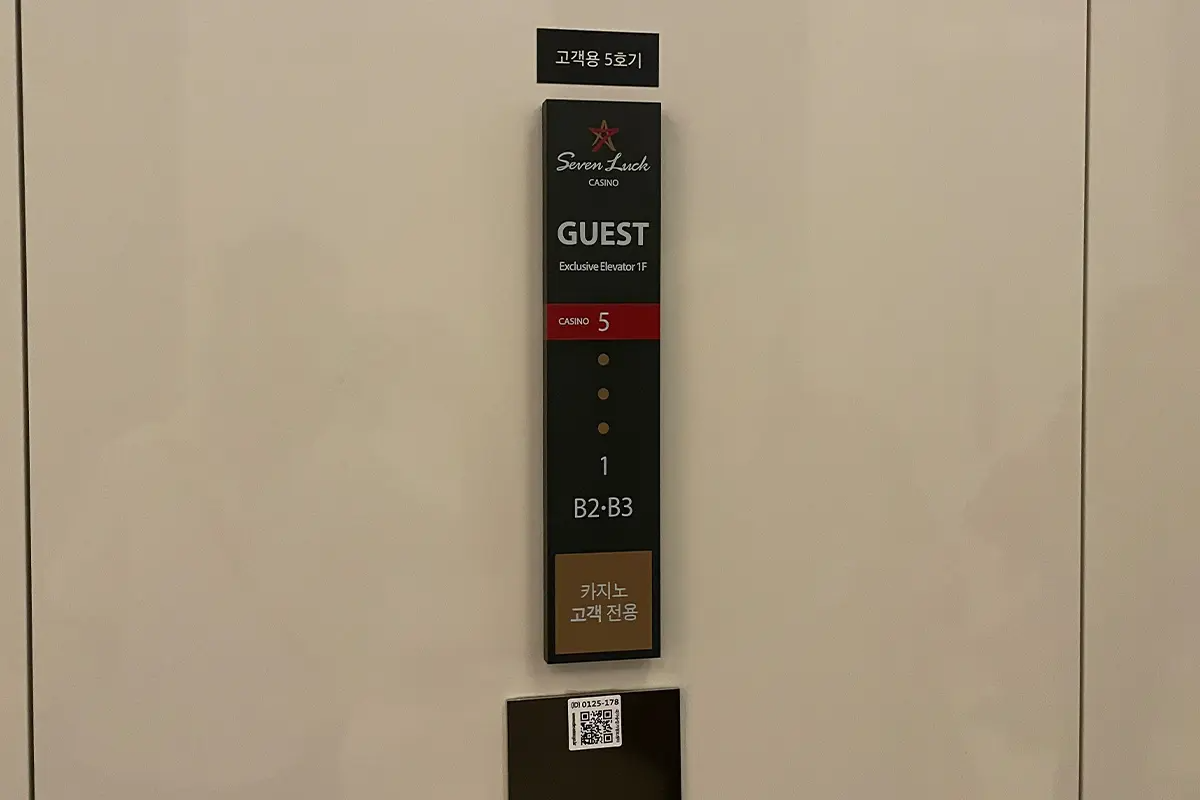 고객용 5호기
Seven Luck
CASINO
GUEST
Exclusive Elevator 1F
CASINO 5
1
B2·B3
카지노
고객 전용
(ID) 0125-178